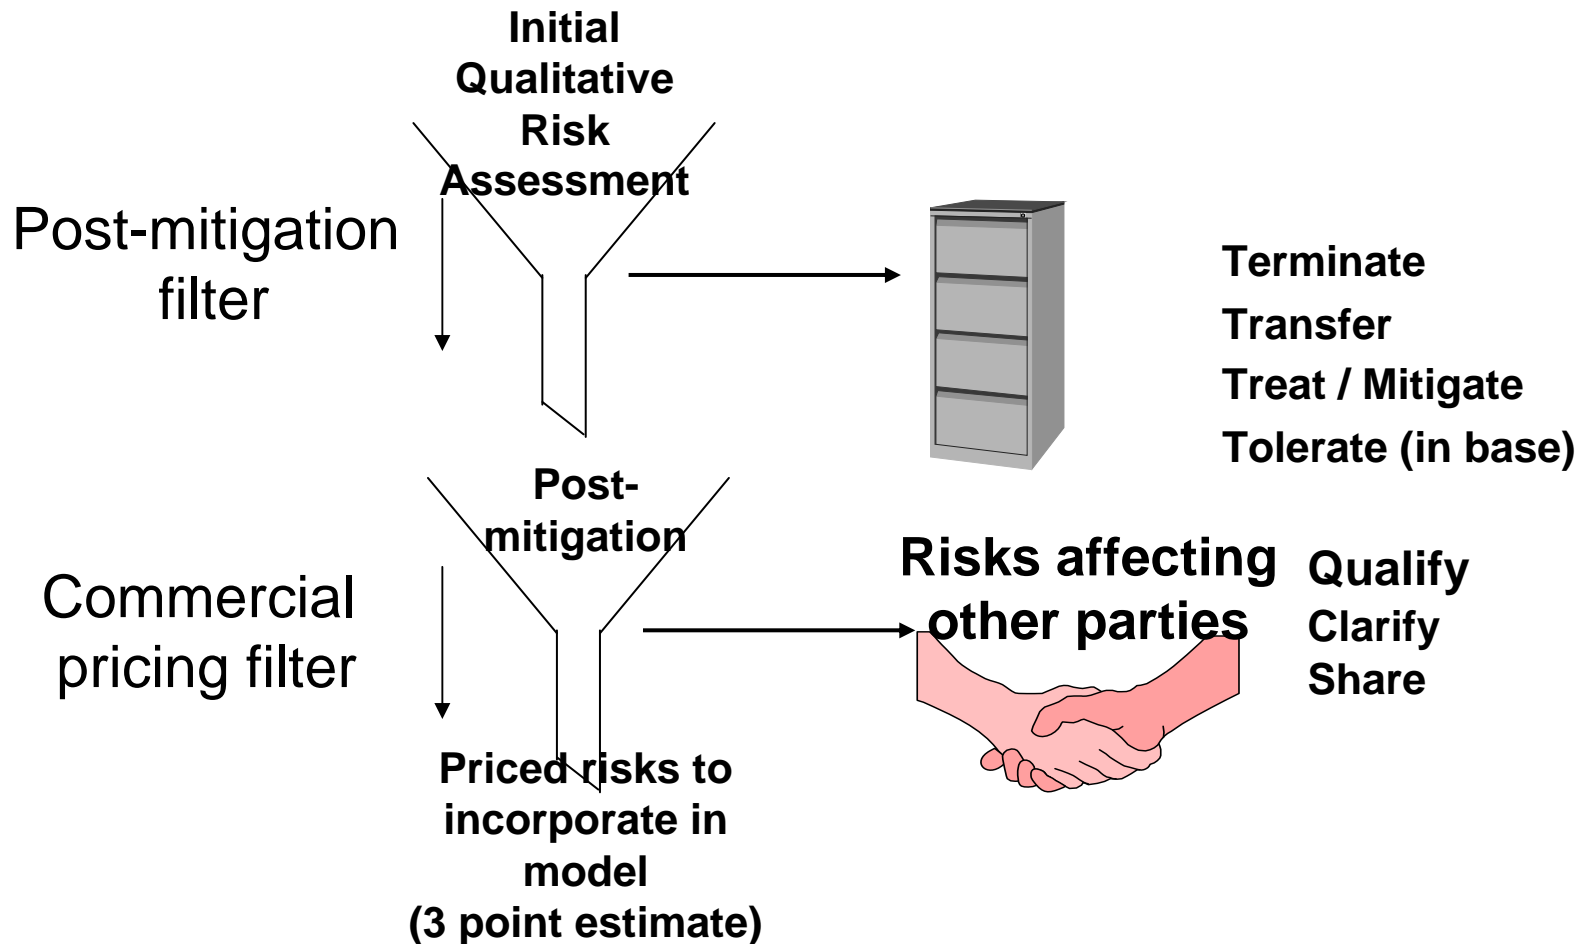 Initial
Qualitative
Risk
Assessment
Post-mitigation
filter
Terminate
Transfer
Treat / Mitigate
Tolerate (in base)
Post-
mitigation
Commercial
pricing filter
Risks affecting
other parties
Qualify
Clarify
Share
Priced risks to
incorporate in
model
(3 point estimate)